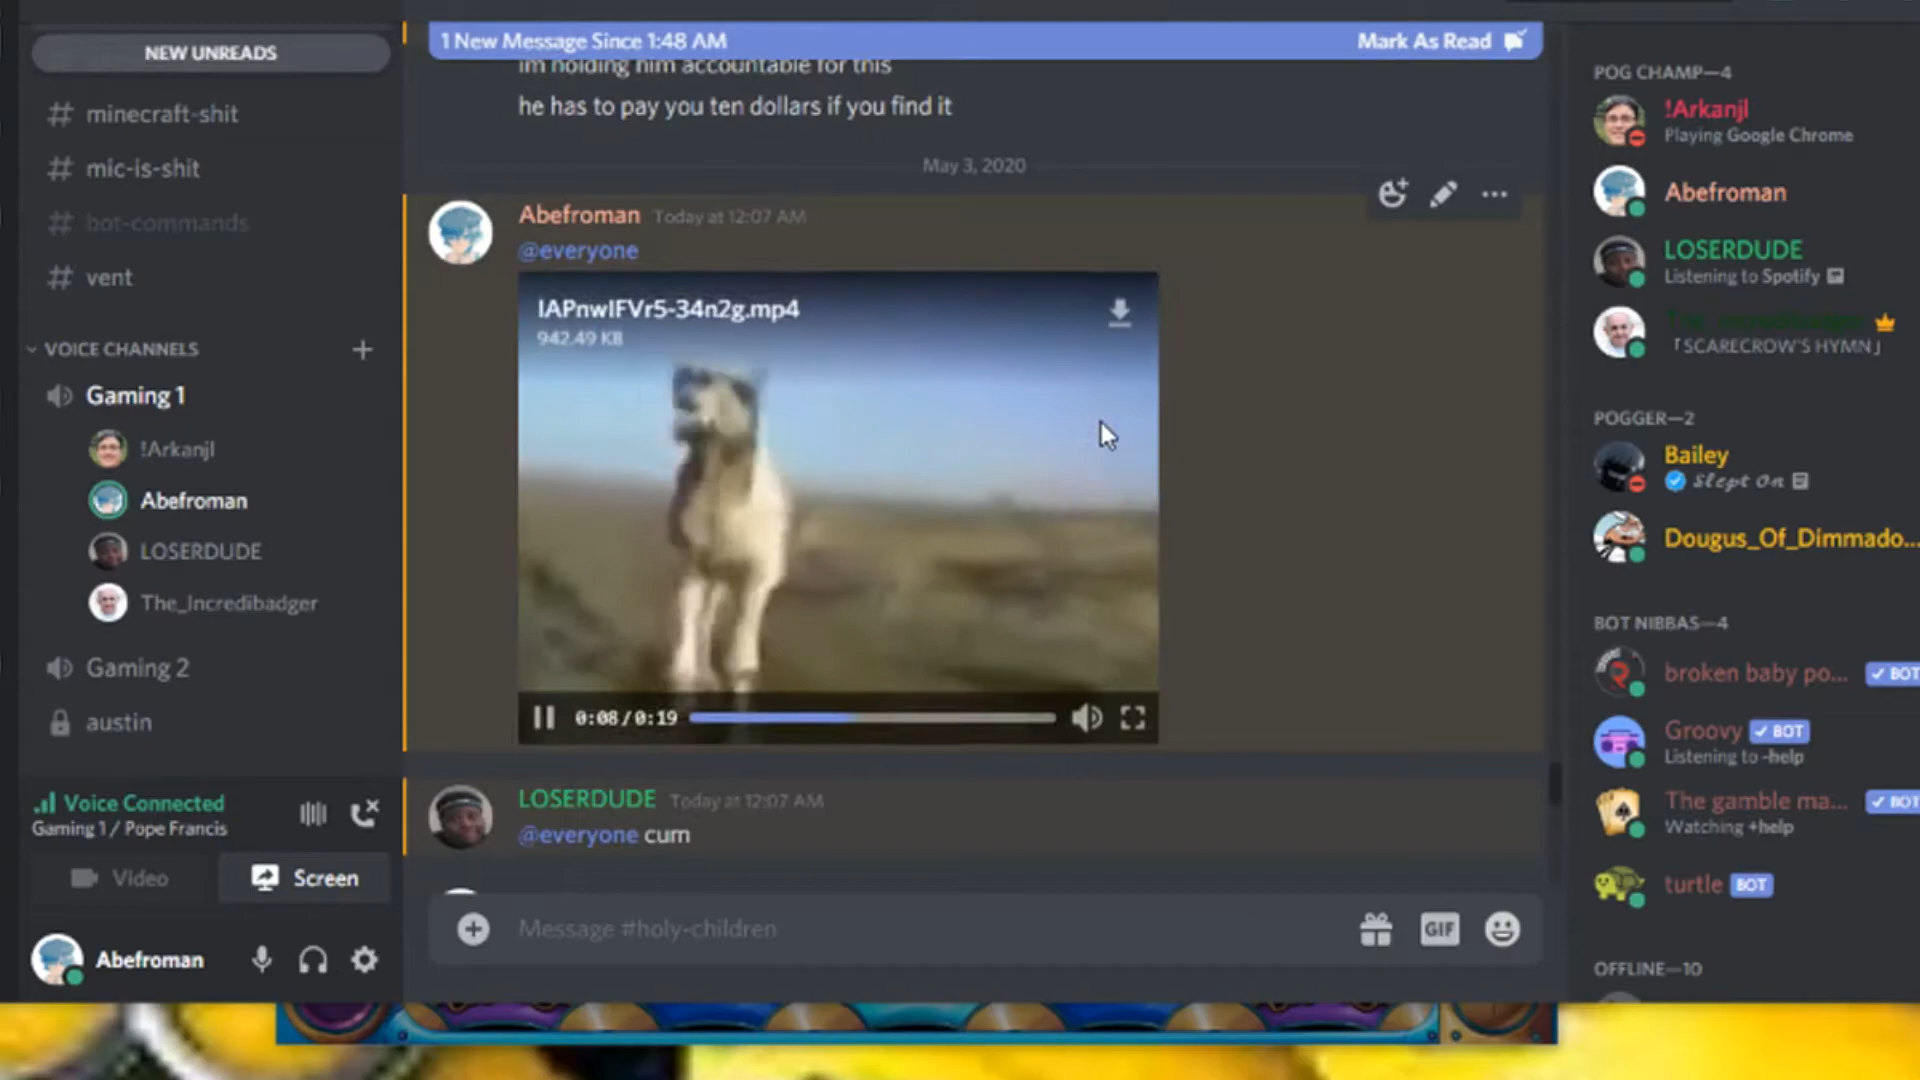 NEW UNREADS
# minecraft-shit
# mic-is-shit
# bot-commands
# vent
VOICE CHANNELS
Gaming 1
!Arkanjl
Abefroman
LOSERDUDE
The_Incredibadger
Gaming 2
austin
Voice Connected
Gaming 1 / Pope Francis
Video
Screen
Abefroman
1 New Message Since 1:48 AM
Mark As Read
im holding him accountable for this
he has to pay you ten dollars if you find it
May 3, 2020
Abefroman Today at 12:07 AM
@everyone
IAPnwIFVr5-34n2g.mp4
942.49 KB
0:08/0:19
LOSERDUDE Today at 12:07 AM
@everyone cum
Message #holy-children
GIF
POG CHAMP—4
!Arkanjl
Playing Google Chrome
Abefroman
LOSERDUDE
Listening to Spotify
The_Incredibadger
「SCARECROW'S HYMN」
POGGER—2
Bailey
𝓢𝓵𝓮𝓹𝓽 𝓞𝓷
Dougus_Of_Dimmado...
BOT NIBBAS—4
broken baby po... BOT
Groovy BOT
Listening to -help
The gamble ma... BOT
Watching +help
turtle BOT
OFFLINE—10